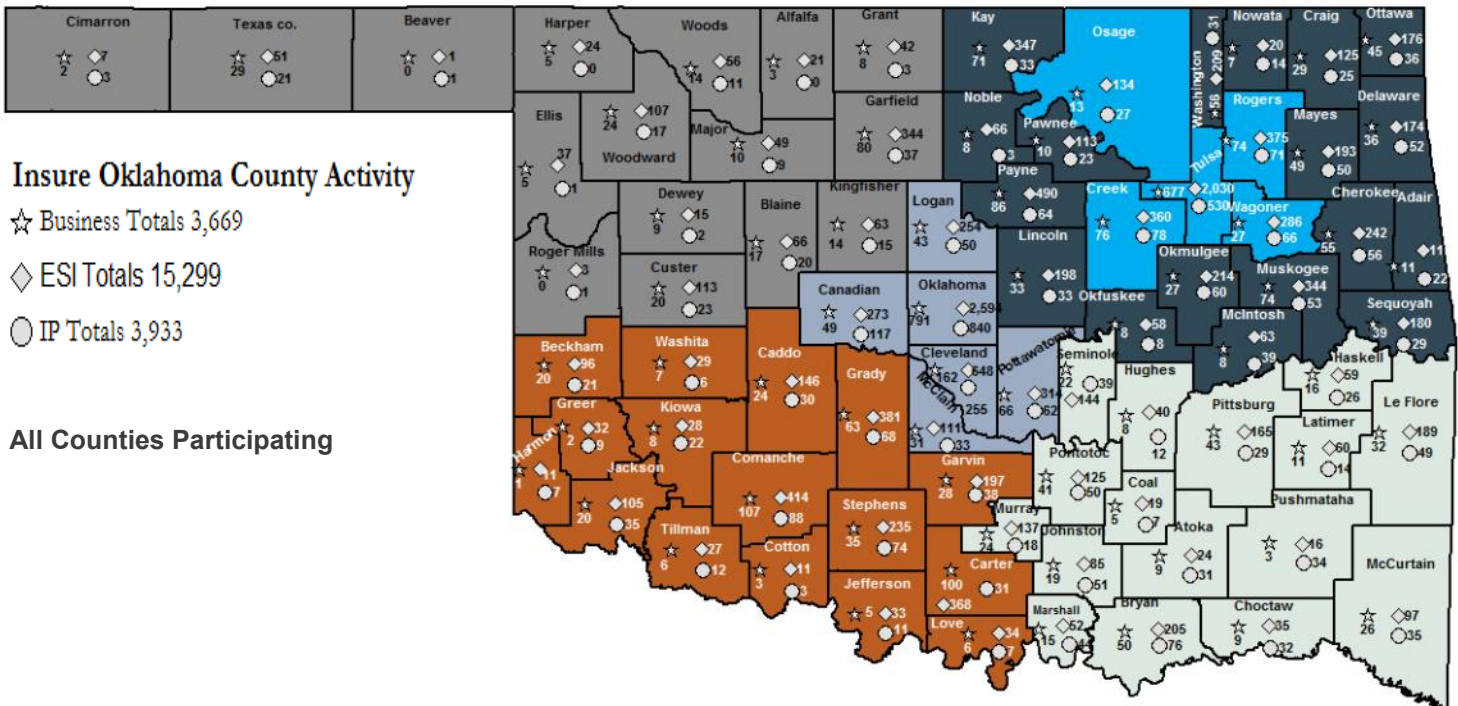 Insure Oklahoma County Activity
Business Totals 3,669
ESI Totals 15,299
IP Totals 3,933
All Counties Participating
Cimarron
2 7 3
Texas co.
29 51 21
Beaver
0 1 1
Harper
5 24 0
Woods
14 56 11
Alfalfa
3 21 0
Grant
8 42 3
Kay
71 347 33
Osage
13 134 27
Washington
56 209 31
Nowata
7 20 14
Craig
29 125 25
Ottawa
45 176 36
Ellis
5 37 1
Woodward
24 107 17
Major
10 49 9
Garfield
80 344 37
Noble
8 66 3
Pawnee
10 113 23
Rogers
74 375 71
Mayes
49 193 50
Delaware
36 174 52
Roger Mills
0 3 1
Dewey
9 15 2
Blaine
17 66 20
Kingfisher
14 63 15
Logan
43 254 50
Payne
86 490 64
Creek
76 360 78
Tulsa
677 2,030 530
Wagoner
27 286 66
Cherokee
55 242 56
Adair
11 11 22
Custer
20 113 23
Canadian
49 273 117
Oklahoma
791 2,594 840
Lincoln
33 198 33
Okfuskee
8 58 8
Okmulgee
27 214 60
Muskogee
74 344 53
McIntosh
8 63 39
Sequoyah
39 180 29
Beckham
20 96 21
Washita
7 29 6
Caddo
24 146 30
Grady
63 381 68
Cleveland
162 648 255
McClain
31 111 33
Pottawatomie
66 314 62
Seminole
22 144 39
Hughes
8 40 12
Pittsburg
43 165 29
Haskell
16 59 26
Latimer
11 60 14
Le Flore
32 189 49
Greer
2 32 9
Kiowa
8 28 22
Harmon
1 11 7
Jackson
20 105 35
Comanche
107 414 88
Tillman
6 27 12
Cotton
3 11 3
Stephens
35 235 74
Garvin
28 197 38
Murray
24 137 18
Pontotoc
41 125 50
Coal
5 19 7
Johnston
19 85 51
Atoka
9 24 31
Pushmataha
3 16 34
McCurtain
26 97 35
Jefferson
5 33 11
Carter
100 368 31
Love
6 34 7
Marshall
15 52 44
Bryan
50 205 76
Choctaw
9 35 32